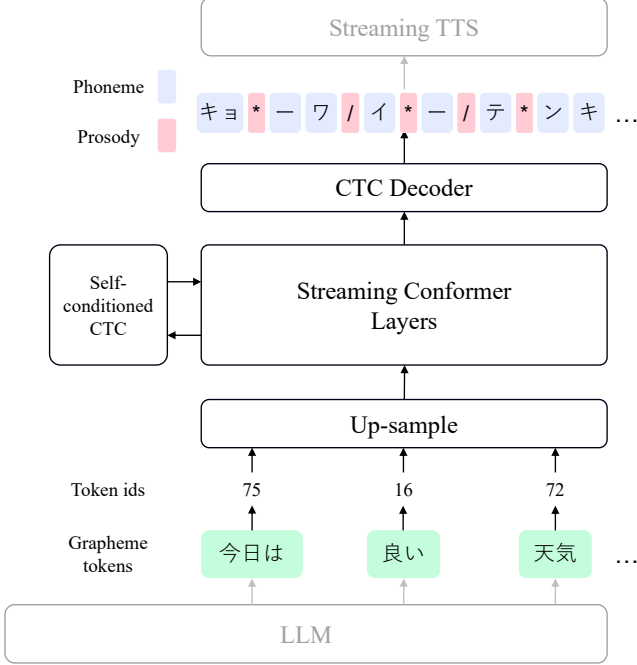 Streaming TTS
Phoneme
Prosody
キョ * ー ワ / イ * ー / テ * ン キ ...
CTC Decoder
Self-
conditioned
CTC
Streaming Conformer
Layers
Up-sample
Token ids 75 16 72
Grapheme
tokens
今日は 良い 天気 ...
LLM